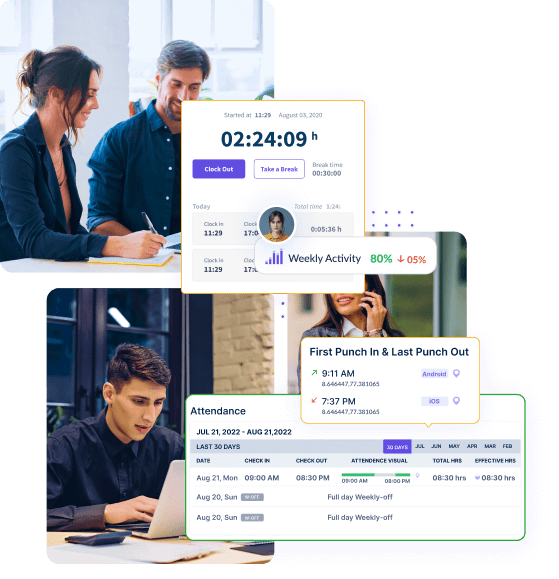 Started at 11:29 August 03, 2020
02:24:09 h
Clock Out Take a Break Break time 00:30:00
Today Total time 1:24:
Clock In Clock In
11:29 17:0 0:05:36 h
Weekly Activity 80% 05%
Clock In Clock
11:29 17:0
First Punch In & Last Punch Out
9:11 AM Android
8.646447,77.381065
7:37 PM iOS
8.646447,77.381065
Attendance
JUL 21, 2022 - AUG 21,2022
LAST 30 DAYS 30 DAYS JUL JUN MAY APR MAR FEB
DATE CHECK IN CHECK OUT ATTENDANCE VISUAL TOTAL HRS EFFECTIVE HRS
Aug 21, Mon 09:00 AM 08:30 PM 09:00 AM 08:00 PM 08:30 hrs 08:30 hrs
Aug 20, Sun W-OFF Full day Weekly-off
Aug 20, Sun W-OFF Full day Weekly-off